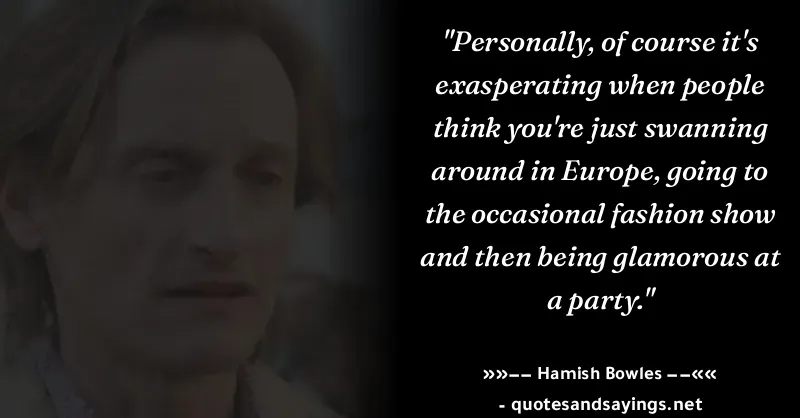 "Personally, of course it's
exasperating when people
think you're just swanning
around in Europe, going to
the occasional fashion show
and then being glamorous at
a party."
»»−− Hamish Bowles −−««
- quotesandsayings.net